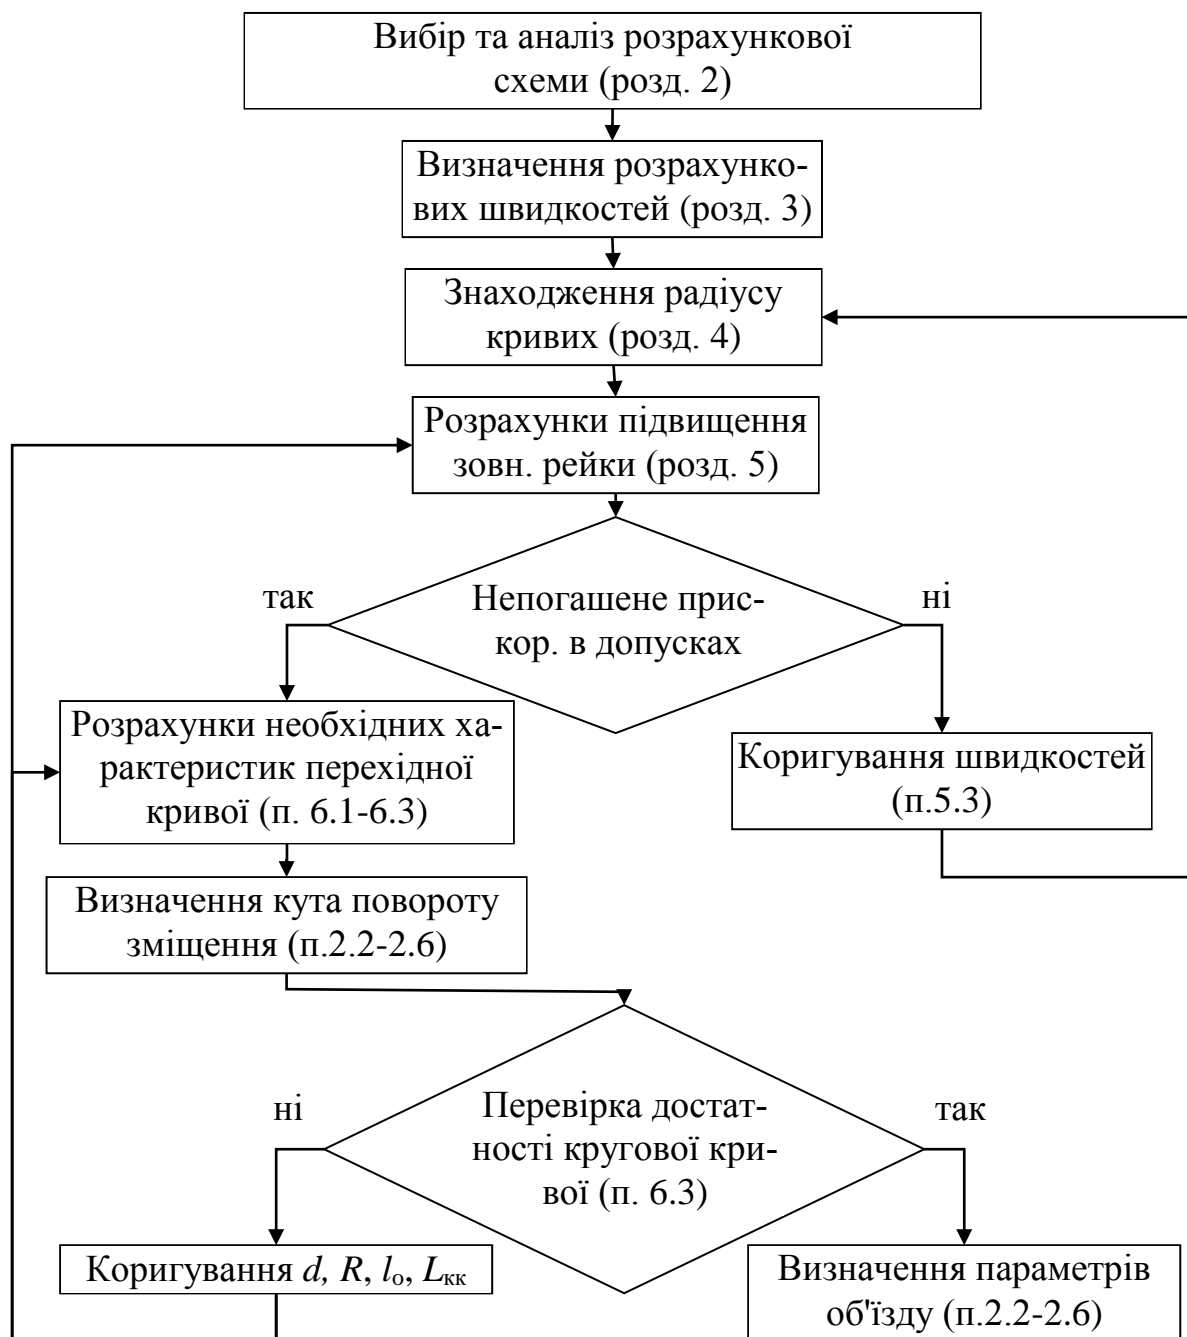 Вибір та аналіз розрахункової
схеми (розд. 2)
Визначення розрахунко-
вих швидкостей (розд. 3)
Знаходження радіусу
кривих (розд. 4)
Розрахунки підвищення
зовн. рейки (розд. 5)
так
Непогашене прис-
кор. в допусках
ні
Розрахунки необхідних ха-
рактеристик перехідної
кривої (п. 6.1-6.3)
Коригування швидкостей
(п.5.3)
Визначення кута повороту
зміщення (п.2.2-2.6)
ні
Перевірка достат-
ності кругової кри-
вої (п. 6.3)
так
Коригування d, R, lо, Lкк
Визначення параметрів
об'їзду (п.2.2-2.6)